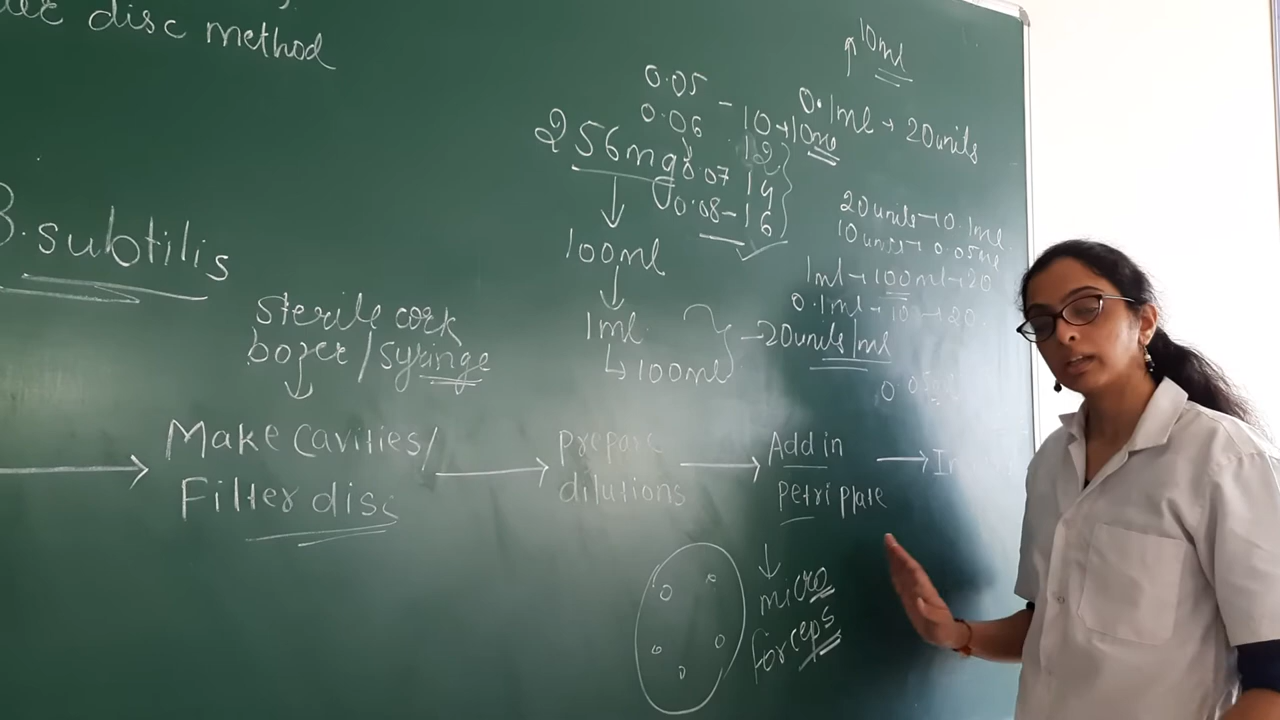 disc method
B. subtilis
sterile cork
borer/syringe
Make Cavities/
Filter disc
256mg
100ml
1ml
↳ 100ml
20units/ml
0.05
0.06 - 10 → 10ml
12
0.07 14
0.08 - 16
↑ 10ml
0.1ml → 20units
20units → 0.1ml
10units → 0.05ml
1ml → 100ml → 20
0.1ml → 10 → 20
Prepare
dilutions
Add in
Petri plate
micro
forceps